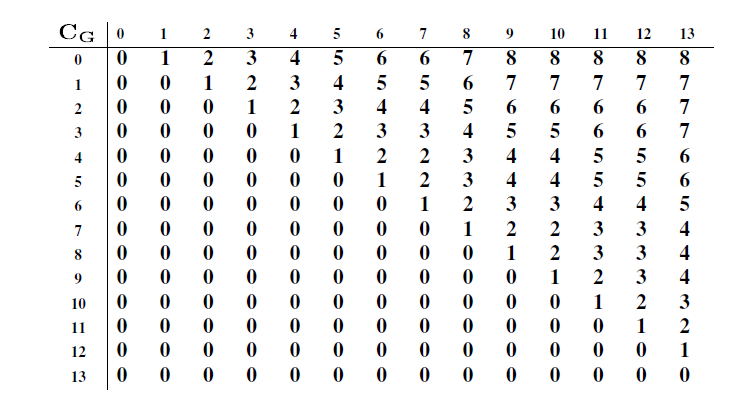 C_G 0 1 2 3 4 5 6 7 8 9 10 11 12 13
0 0 1 2 3 4 5 6 6 7 8 8 8 8 8
1 0 0 1 2 3 4 5 5 6 7 7 7 7 7
2 0 0 0 1 2 3 4 4 5 6 6 6 6 7
3 0 0 0 0 1 2 3 3 4 5 5 6 6 7
4 0 0 0 0 0 1 2 2 3 4 4 5 5 6
5 0 0 0 0 0 0 1 2 3 4 4 5 5 6
6 0 0 0 0 0 0 0 1 2 3 3 4 4 5
7 0 0 0 0 0 0 0 0 1 2 2 3 3 4
8 0 0 0 0 0 0 0 0 0 1 2 3 3 4
9 0 0 0 0 0 0 0 0 0 0 1 2 3 4
10 0 0 0 0 0 0 0 0 0 0 0 1 2 3
11 0 0 0 0 0 0 0 0 0 0 0 0 1 2
12 0 0 0 0 0 0 0 0 0 0 0 0 0 1
13 0 0 0 0 0 0 0 0 0 0 0 0 0 0